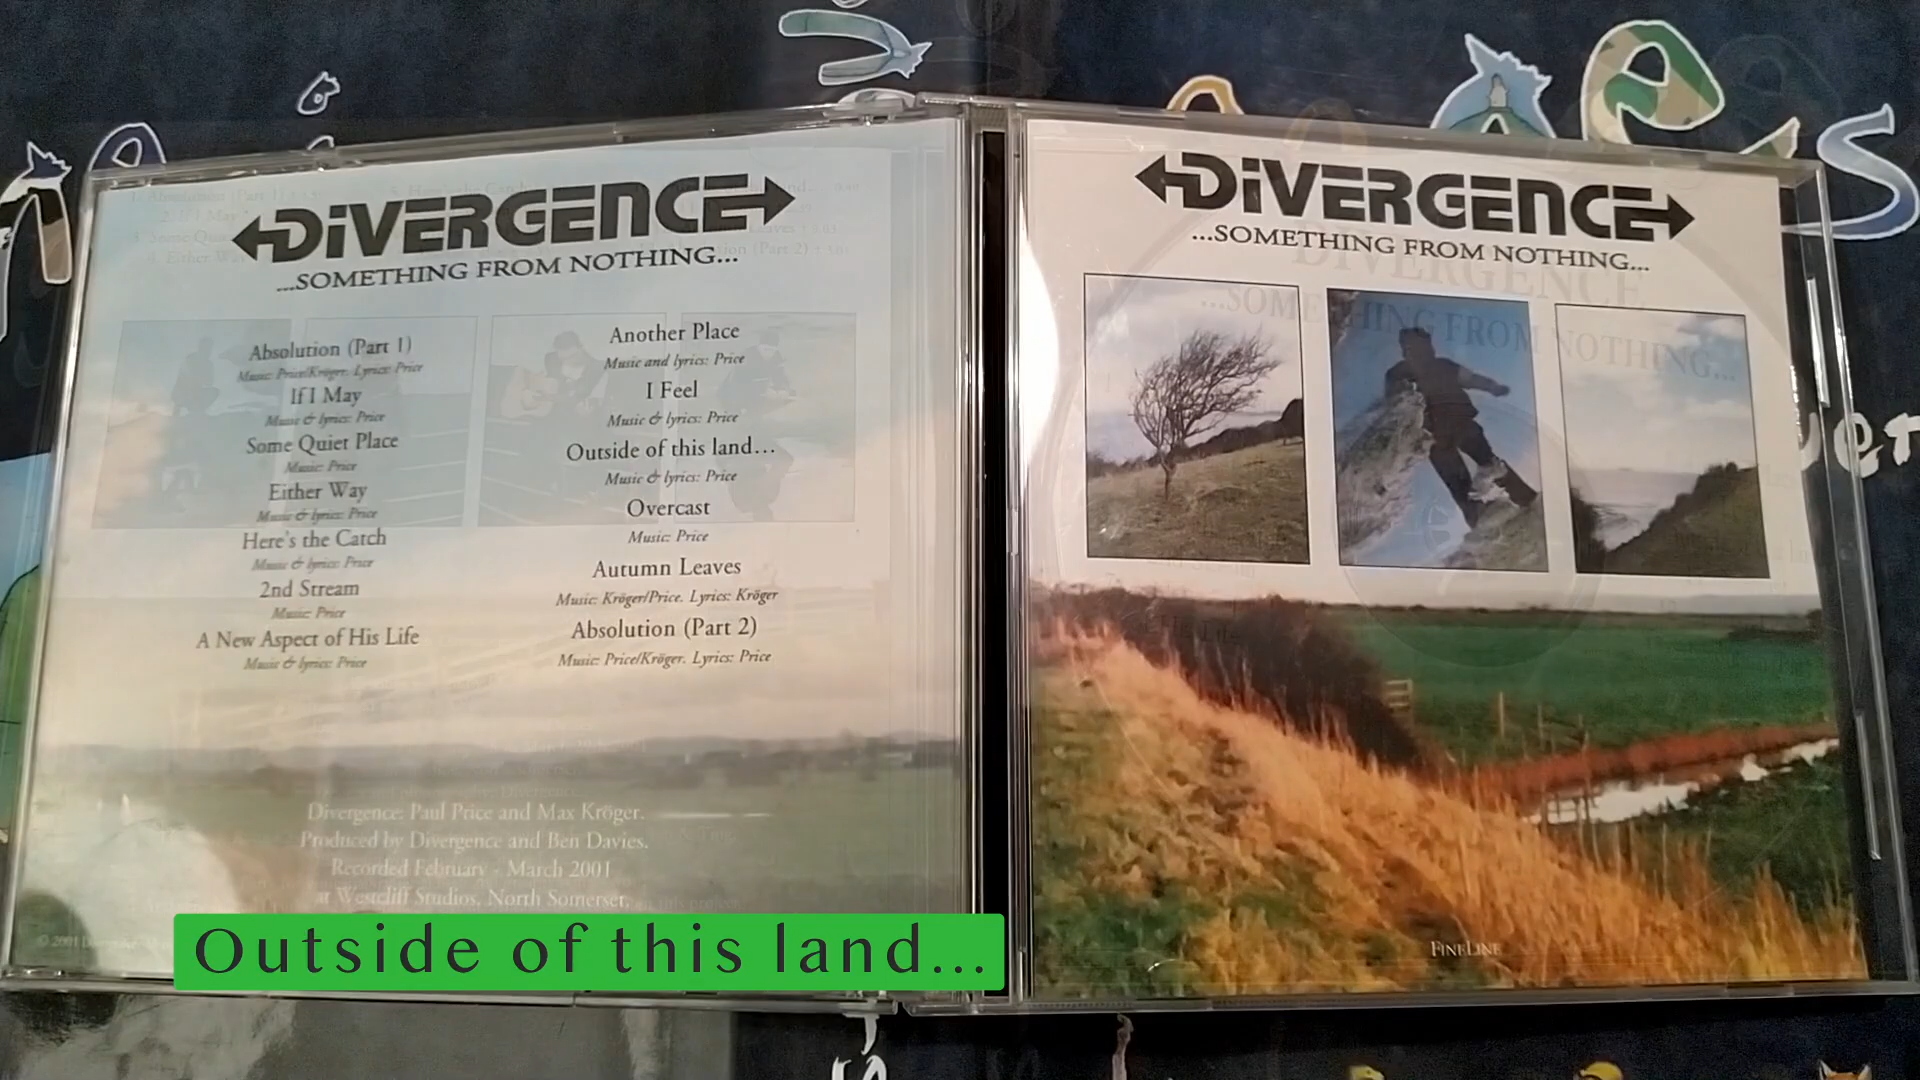 DIVERGENCE
...SOMETHING FROM NOTHING...
Absolution (Part 1)
Music: Price/Kröger. Lyrics: Price
If I May
Music & lyrics: Price
Some Quiet Place
Music: Price
Either Way
Music & lyrics: Price
Here's the Catch
Music & lyrics: Price
2nd Stream
Music: Price
A New Aspect of His Life
Music & lyrics: Price
Another Place
Music and lyrics: Price
I Feel
Music & lyrics: Price
Outside of this land...
Music & lyrics: Price
Overcast
Music: Price
Autumn Leaves
Music: Kröger/Price. Lyrics: Kröger
Absolution (Part 2)
Music: Price/Kröger. Lyrics: Price
Divergence: Paul Price and Max Kröger.
Produced by Divergence and Ben Davies.
Recorded February - March 2001
at Westcliff Studios, North Somerset.
Outside of this land...
DIVERGENCE
...SOMETHING FROM NOTHING...
DIVERGENCE
...SOMETHING FROM NOTHING...
FINELINE